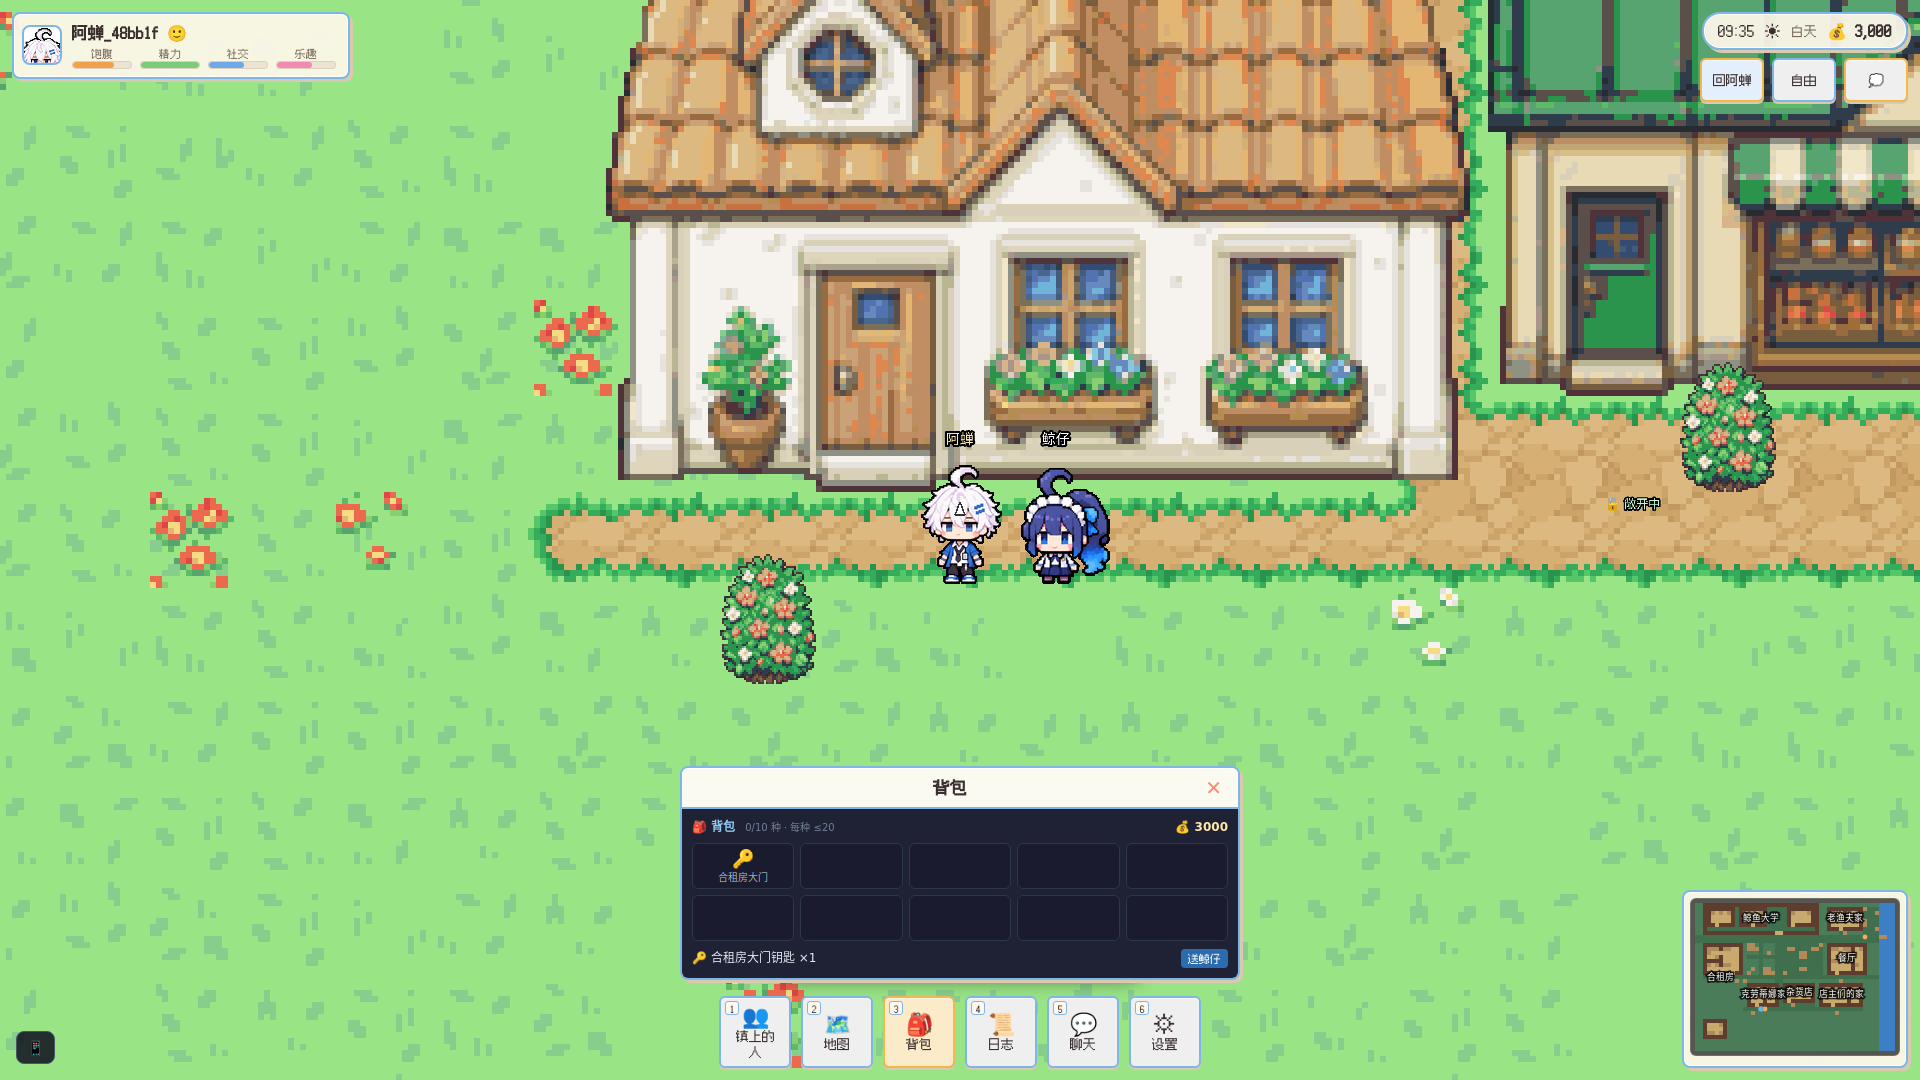 阿蝉_48bb1f
饱腹 精力 社交 乐趣
09:35 白天 3,000
回阿蝉 自由
阿蝉 鲸仔
敞开中
背包
背包 0/10 种 · 每种 ≤20 3000
合租房大门
合租房大门钥匙 ×1 送鲸仔
1 镇上的人
2 地图
3 背包
4 日志
5 聊天
6 设置
鲸鱼大学 老渔夫家
合租房 餐厅
克劳蒂娜家 杂货店 店主们的家